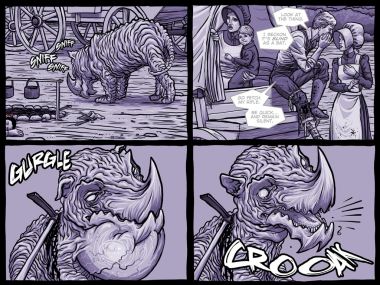 SNIFF
SNIFF
SNIFF
LOOK AT
THE THING.
I RECKON
IT'S BLIND
AS A BAT.
GO FETCH
MY RIFLE.
BE QUICK...
AND REMAIN
SILENT.
GURGLE
CROOOAK